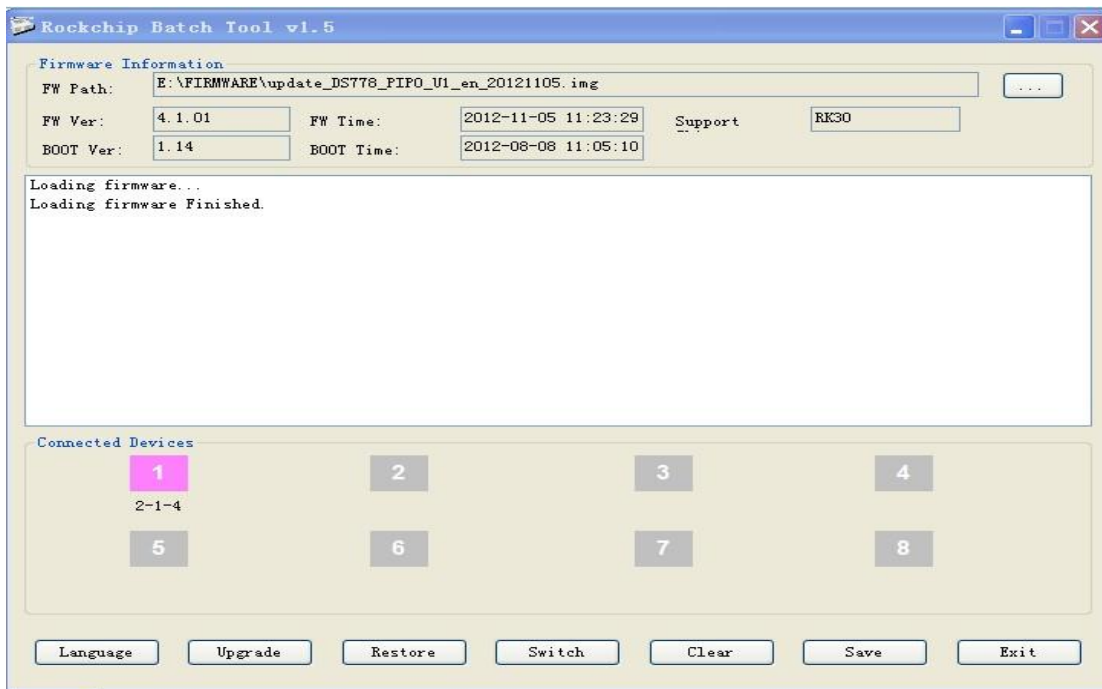 Rockchip Batch Tool v1.5
Firmware Information
FW Path: E:\FIRMWARE\update_DS778_PIPO_U1_en_20121105.img ...
FW Ver: 4.1.01 FW Time: 2012-11-05 11:23:29 Support RK30
BOOT Ver: 1.14 BOOT Time: 2012-08-08 11:05:10
Loading firmware...
Loading firmware Finished.
Connected Devices
1 2 3 4
2-1-4
5 6 7 8
Language Upgrade Restore Switch Clear Save Exit